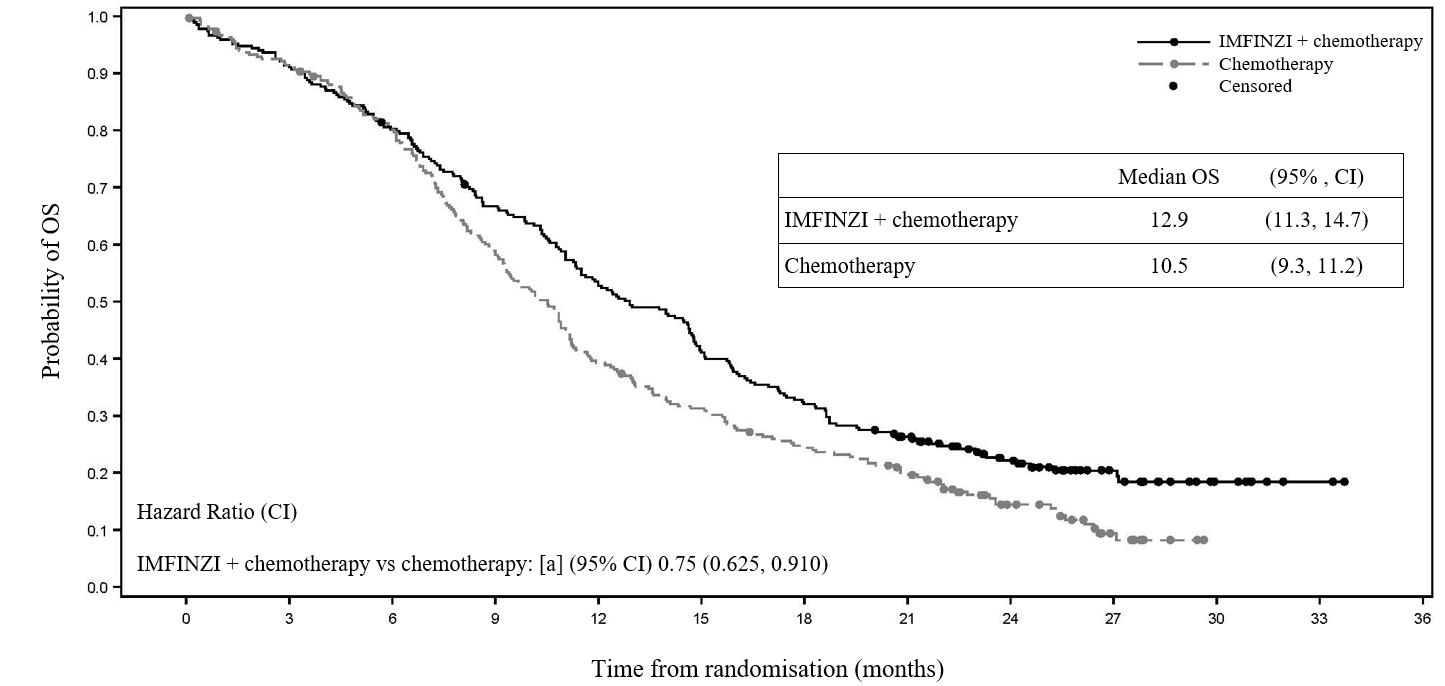 1.0
0.9
0.8
0.7
0.6
0.5
0.4
0.3
0.2
0.1
0.0
Probability of OS
IMFINZI + chemotherapy
Chemotherapy
Censored
Median OS (95% , CI)
IMFINZI + chemotherapy 12.9 (11.3, 14.7)
Chemotherapy 10.5 (9.3, 11.2)
Hazard Ratio (CI)
IMFINZI + chemotherapy vs chemotherapy: [a] (95% CI) 0.75 (0.625, 0.910)
0 3 6 9 12 15 18 21 24 27 30 33 36
Time from randomisation (months)